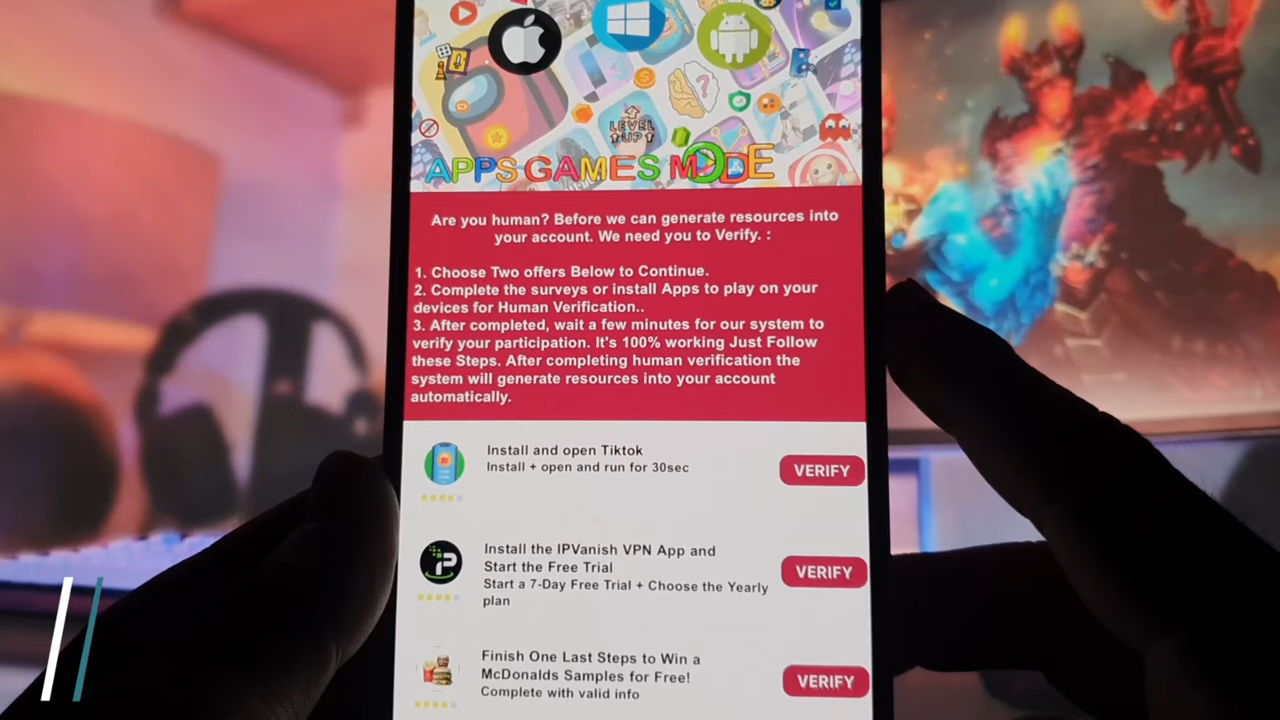 LEVEL
UP
APPS GAMES MODE
Are you human? Before we can generate resources into
your account. We need you to Verify. :
1. Choose Two offers Below to Continue.
2. Complete the surveys or install Apps to play on your
devices for Human Verification..
3. After completed, wait a few minutes for our system to
verify your participation. It's 100% working Just Follow
these Steps. After completing human verification the
system will generate resources into your account
automatically.
Install and open Tiktok
Install + open and run for 30sec
VERIFY
Install the IPVanish VPN App and
Start the Free Trial
Start a 7-Day Free Trial + Choose the Yearly
plan
VERIFY
Finish One Last Steps to Win a
McDonalds Samples for Free!
Complete with valid info
VERIFY